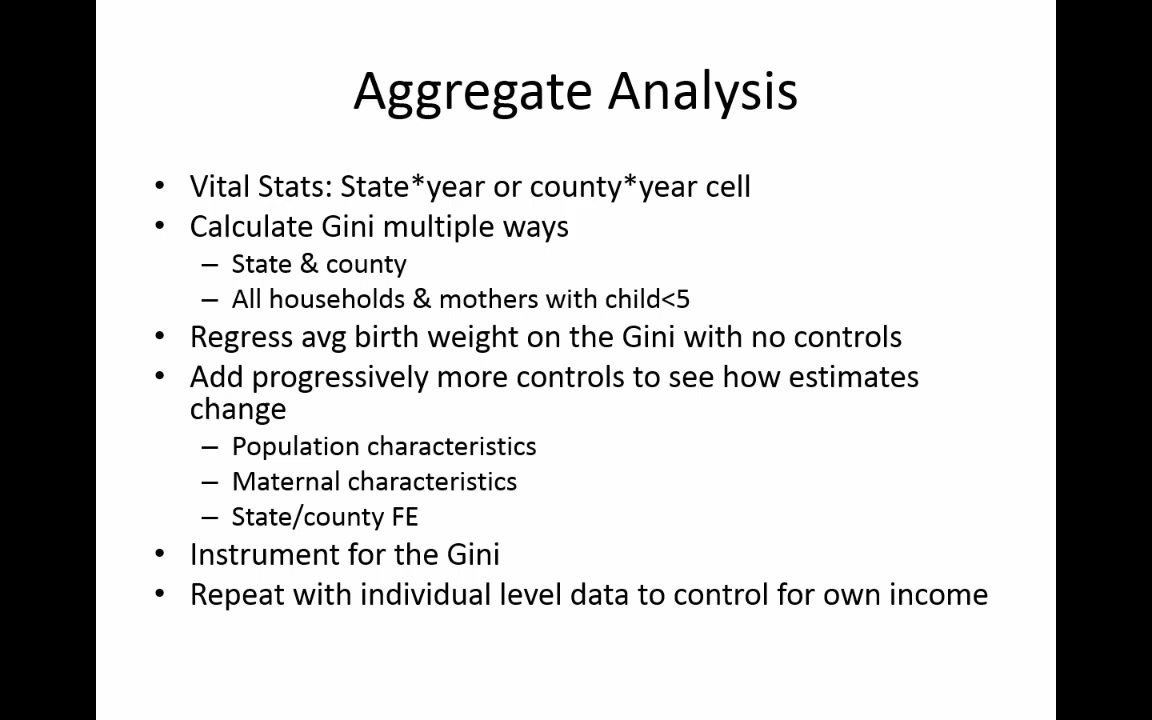 Aggregate Analysis
• Vital Stats: State*year or county*year cell
• Calculate Gini multiple ways
– State & county
– All households & mothers with child<5
• Regress avg birth weight on the Gini with no controls
• Add progressively more controls to see how estimates
change
– Population characteristics
– Maternal characteristics
– State/county FE
• Instrument for the Gini
• Repeat with individual level data to control for own income